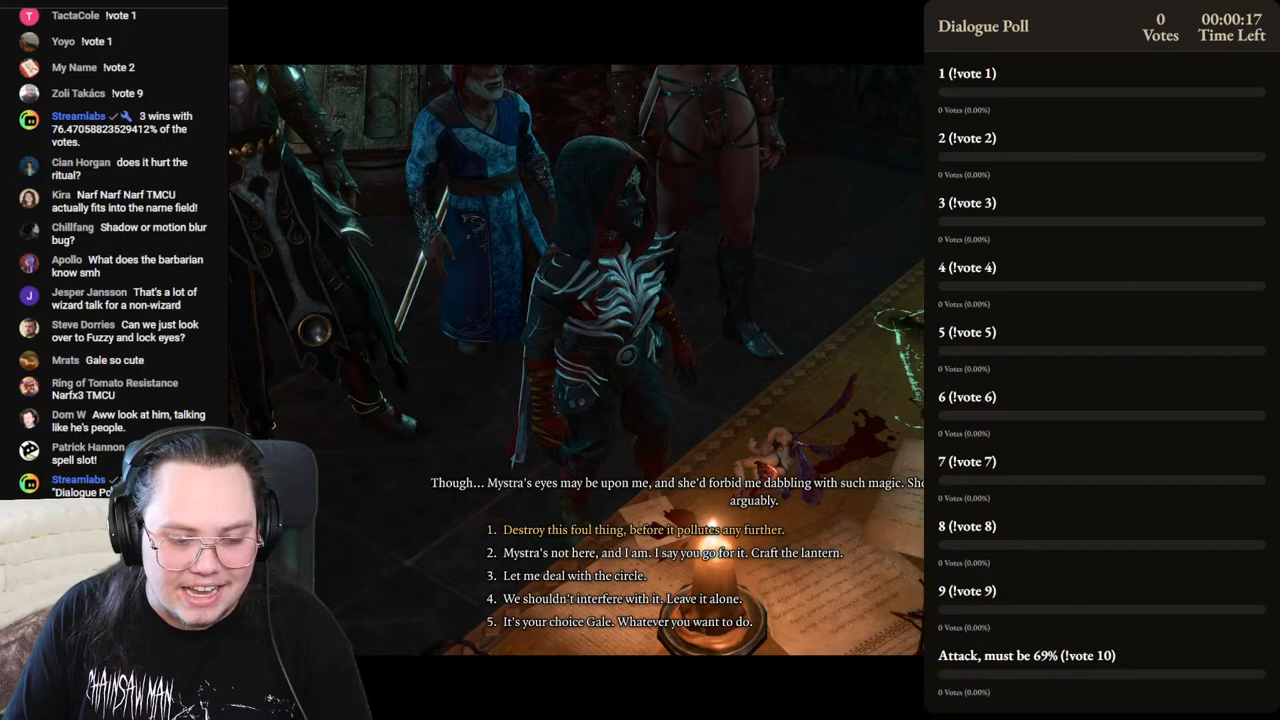 TactaCole !vote 1
Yoyo !vote 1
My Name !vote 2
Zoli Takács !vote 9
Streamlabs 3 wins with
76.47058823529412% of the
votes.
Cian Horgan does it hurt the
ritual?
Kira Narf Narf Narf TMCU
actually fits into the name field!
Chillfang Shadow or motion blur
bug?
Apollo What does the barbarian
know smh
Jesper Jansson That's a lot of
wizard talk for a non-wizard
Steve Dorries Can we just look
over to Fuzzy and lock eyes?
Mrats Gale so cute
Ring of Tomato Resistance
Narfx3 TMCU
Dom W Aww look at him, talking
like he's people.
Patrick Hannon
spell slot!
Streamlabs
"Dialogue
CHAINSAW MAN
Though... Mystra's eyes may be upon me, and she'd forbid me dabbling with such magic.
arguably.
1. Destroy this foul thing, before it pollutes any further.
2. Mystra's not here, and I am. I say you go for it. Craft the lantern.
3. Let me deal with the circle.
4. We shouldn't interfere with it. Leave it alone.
5. It's your choice Gale. Whatever you want to do.
Dialogue Poll
0
Votes
00:00:17
Time Left
1 (!vote 1)
0 Votes (0.00%)
2 (!vote 2)
0 Votes (0.00%)
3 (!vote 3)
0 Votes (0.00%)
4 (!vote 4)
0 Votes (0.00%)
5 (!vote 5)
0 Votes (0.00%)
6 (!vote 6)
0 Votes (0.00%)
7 (!vote 7)
0 Votes (0.00%)
8 (!vote 8)
0 Votes (0.00%)
9 (!vote 9)
0 Votes (0.00%)
Attack, must be 69% (!vote 10)
0 Votes (0.00%)